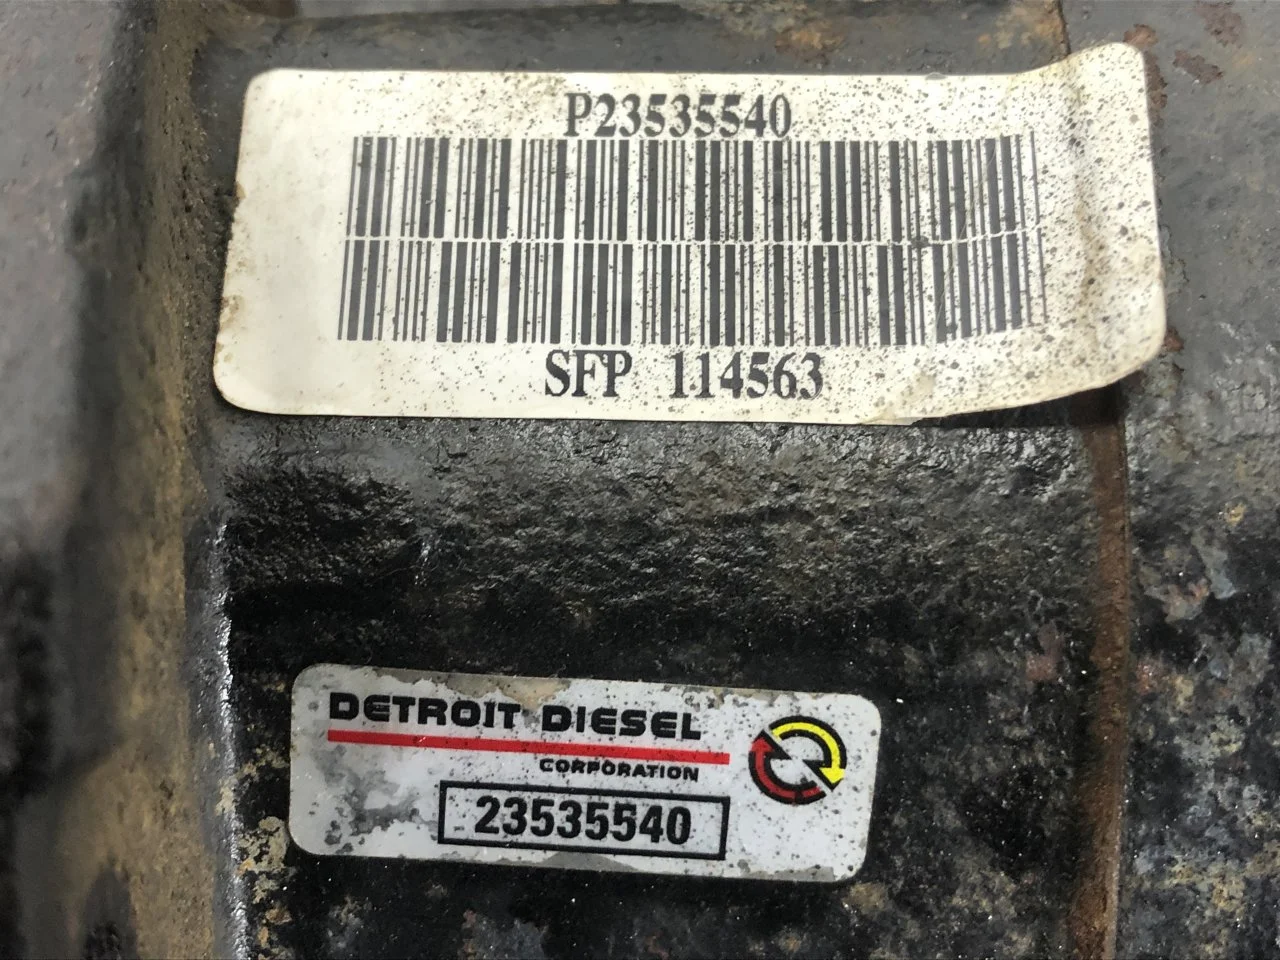 P23535540
SFP 114563
DETROIT DIESEL
CORPORATION
23535540